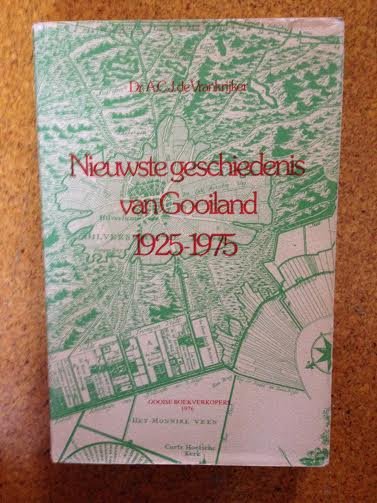 Dr. A.C.J. de Vrankrijker
Nieuwste geschiedenis
van Gooiland
1925-1975
GOOISE BOEKVERKOPERS
1976
HET MONNIKE VEEN
Corte Hoefsche
Kerk